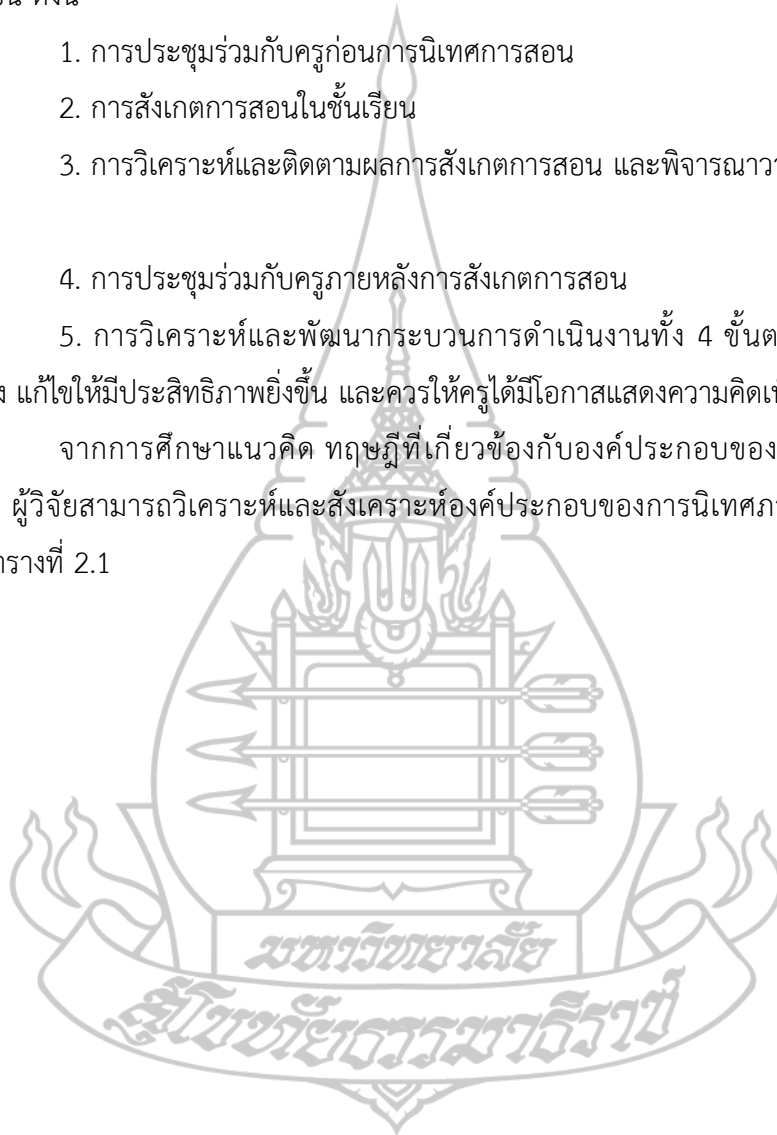 ดังนี้
1. การประชุมร่วมกับครูก่อนการนิเทศการสอน
2. การสังเกตการสอนในชั้นเรียน
3. การวิเคราะห์และติดตามผลการสังเกตการสอน และพิจารณาวา
4. การประชุมร่วมกับครูภายหลังการสังเกตการสอน
5. การวิเคราะห์และพัฒนากระบวนการดำเนินงานทั้ง 4 ขั้นต
แก้ไขให้มีประสิทธิภาพยิ่งขึ้น และควรให้ครูได้มีโอกาสแสดงความคิดเ
จากการศึกษาแนวคิด ทฤษฎีที่เกี่ยวข้องกับองค์ประกอบของ
ผู้วิจัยสามารถวิเคราะห์และสังเคราะห์องค์ประกอบของการนิเทศภ
ารางที่ 2.1
มหาวิทยาลัย
สุโขทัยธรรมาธิราช